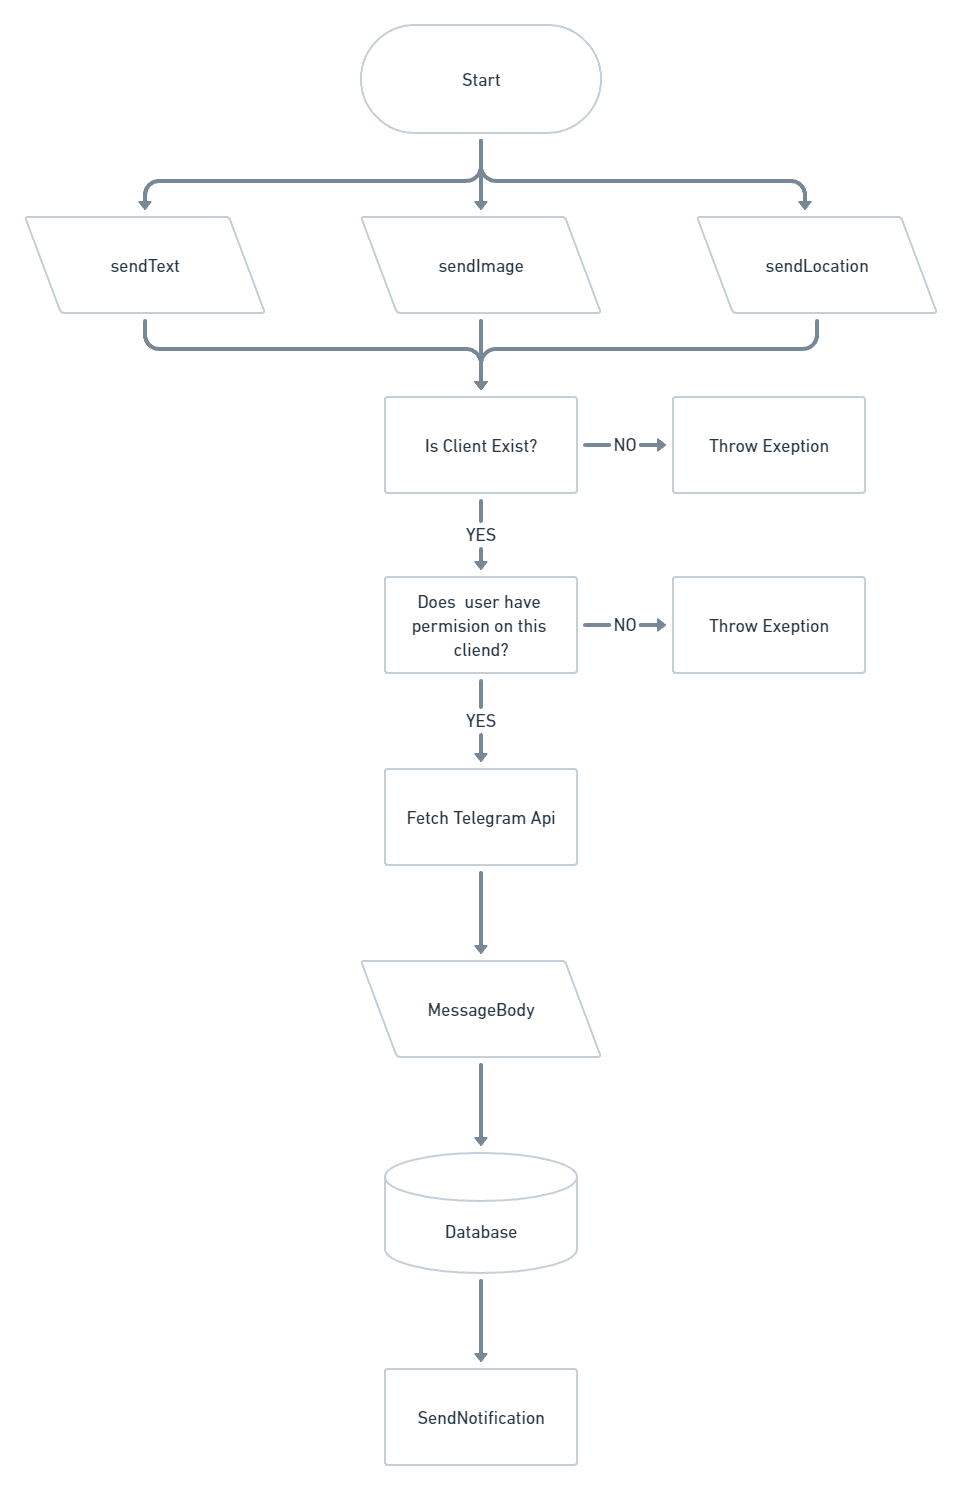 Start
sendText
sendImage
sendLocation
Is Client Exist?
NO
Throw Exeption
YES
Does  user have
permision on this
cliend?
NO
Throw Exeption
YES
Fetch Telegram Api
MessageBody
Database
SendNotification